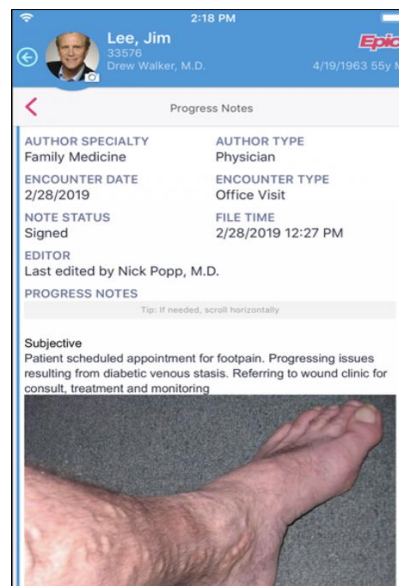 2:18 PM
Lee, Jim
33576
Drew Walker, M.D.
Epic
4/19/1963 55y M
Progress Notes
AUTHOR SPECIALTY
Family Medicine
AUTHOR TYPE
Physician
ENCOUNTER DATE
2/28/2019
ENCOUNTER TYPE
Office Visit
NOTE STATUS
Signed
FILE TIME
2/28/2019 12:27 PM
EDITOR
Last edited by Nick Popp, M.D.
PROGRESS NOTES
Tip: If needed, scroll horizontally
Subjective
Patient scheduled appointment for footpain. Progressing issues
resulting from diabetic venous stasis. Referring to wound clinic for
consult, treatment and monitoring